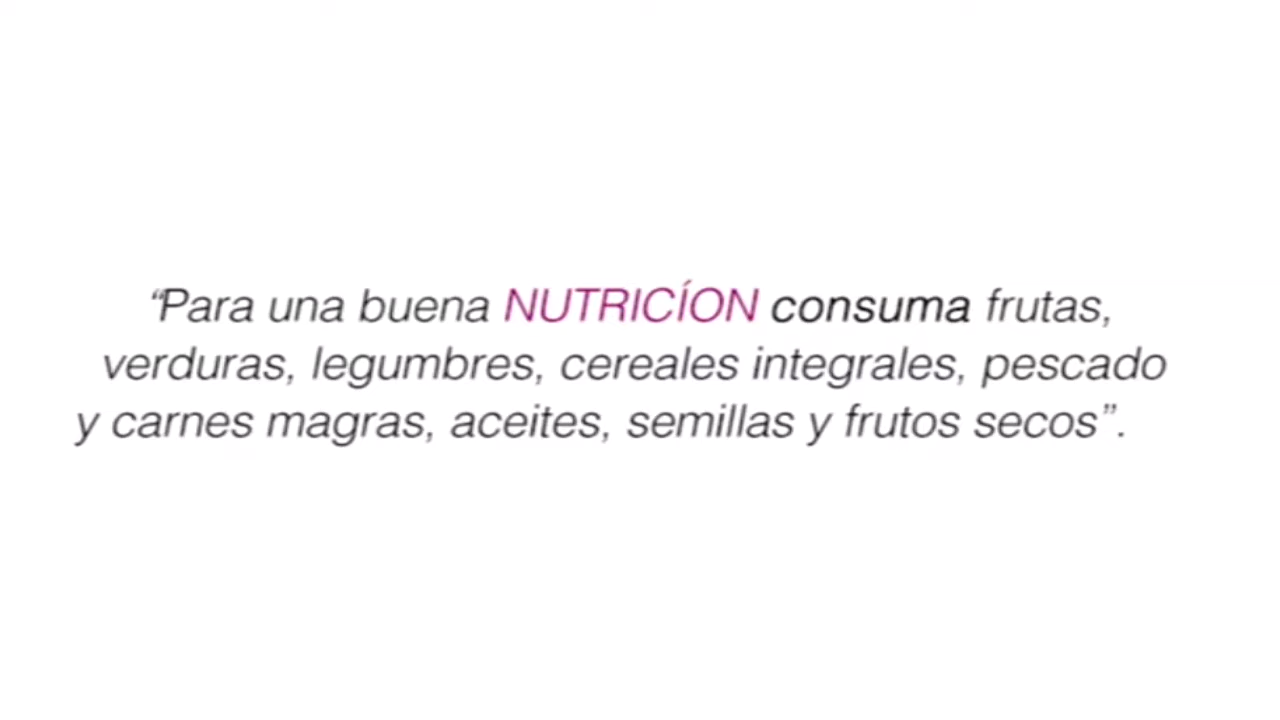 “Para una buena NUTRICÍON consuma frutas,
verduras, legumbres, cereales integrales, pescado
y carnes magras, aceites, semillas y frutos secos”.